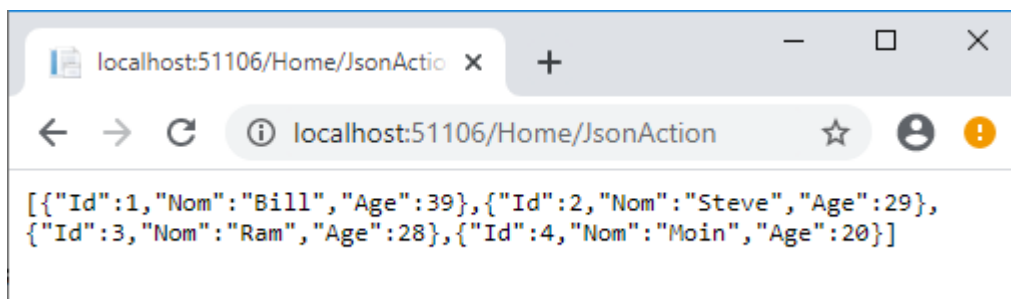 localhost:51106/Home/JsonActio
localhost:51106/Home/JsonAction
[{"Id":1,"Nom":"Bill","Age":39},{"Id":2,"Nom":"Steve","Age":29},
{"Id":3,"Nom":"Ram","Age":28},{"Id":4,"Nom":"Moin","Age":20}]